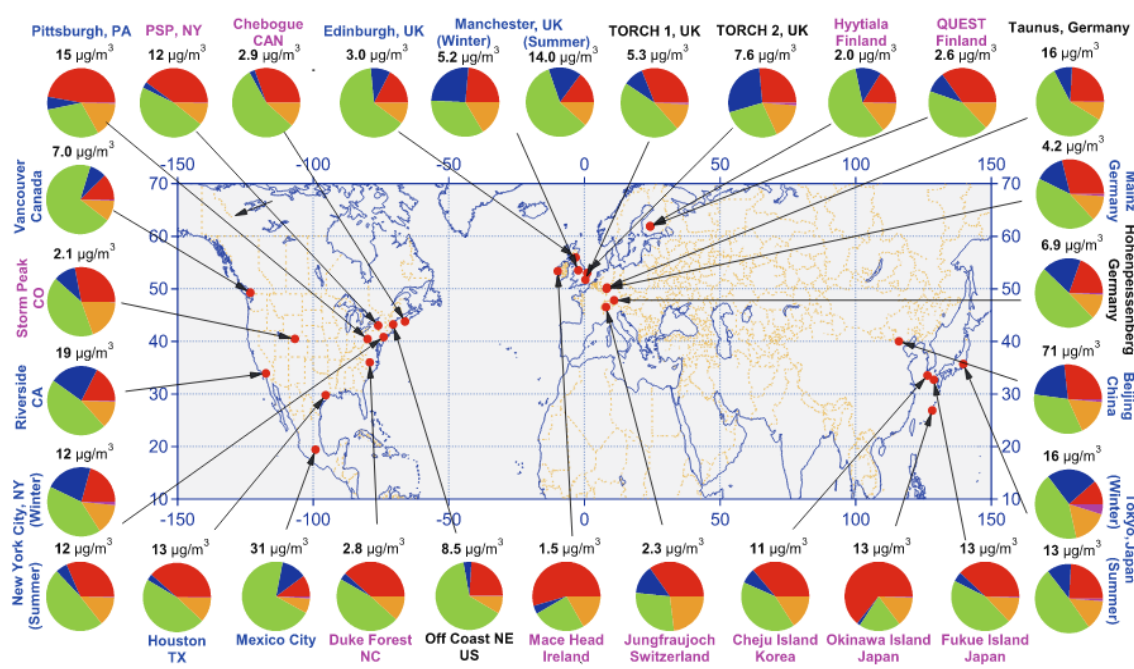 Pittsburgh, PA
15 µg/m³
PSP, NY
12 µg/m³
Chebogue
CAN
2.9 µg/m³
Edinburgh, UK
3.0 µg/m³
Manchester, UK
(Winter)
5.2 µg/m³
(Summer)
14.0 µg/m³
TORCH 1, UK
5.3 µg/m³
TORCH 2, UK
7.6 µg/m³
Hyytiala
Finland
2.0 µg/m³
QUEST
Finland
2.6 µg/m³
Taunus, Germany
16 µg/m³
Vancouver
Canada
7.0 µg/m³
Storm Peak
CO
2.1 µg/m³
Riverside
CA
19 µg/m³
New York City, NY
(Winter)
12 µg/m³
(Summer)
12 µg/m³
-150
-100
-50
0
50
100
150
70
60
50
40
30
20
10
70
60
50
40
30
20
10
-150
-100
-50
0
50
100
150
4.2 µg/m³
Mainz
Germany
6.9 µg/m³
Hohenpeissenberg
Germany
71 µg/m³
Beijing
China
16 µg/m³
Tokyo, Japan
(Winter)
13 µg/m³
(Summer)
13 µg/m³
Houston
TX
31 µg/m³
Mexico City
2.8 µg/m³
Duke Forest
NC
8.5 µg/m³
Off Coast NE
US
1.5 µg/m³
Mace Head
Ireland
2.3 µg/m³
Jungfraujoch
Switzerland
11 µg/m³
Cheju Island
Korea
13 µg/m³
Okinawa Island
Japan
13 µg/m³
Fukue Island
Japan